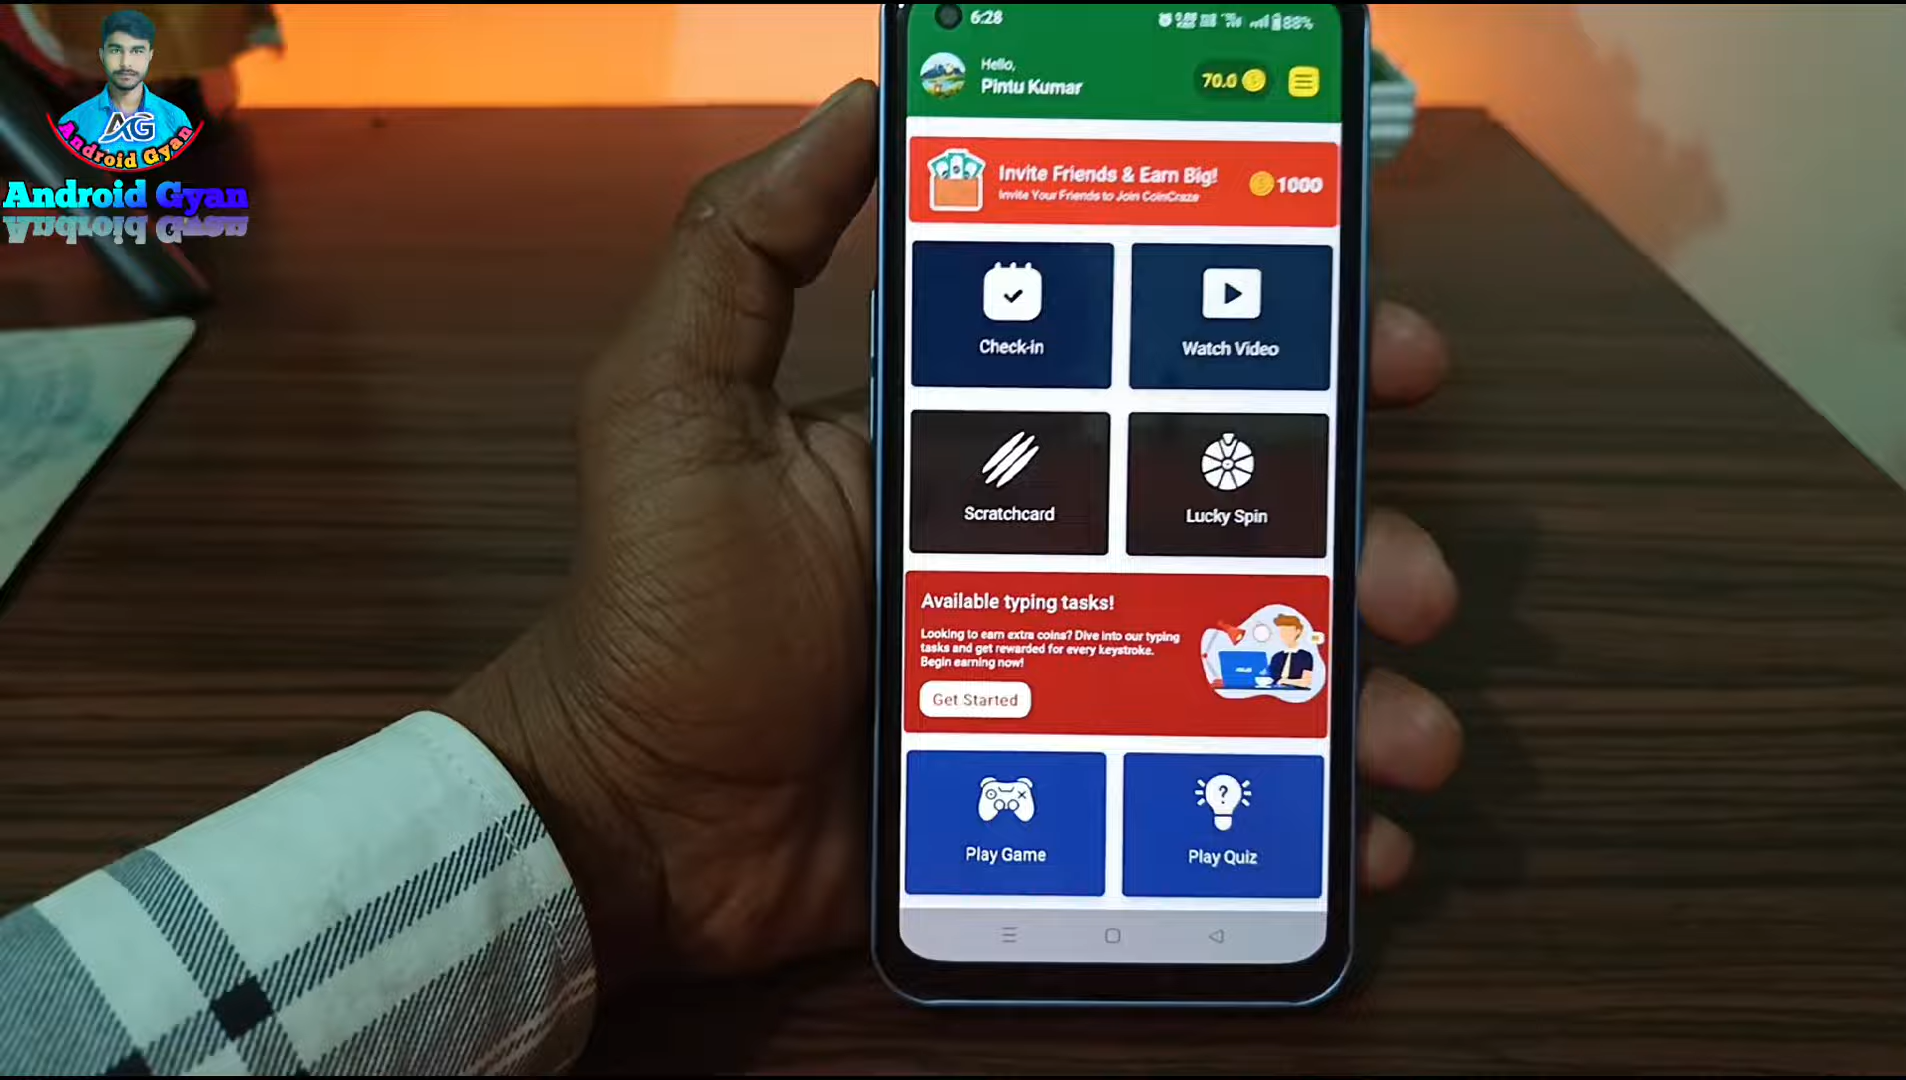 AG
Android Gyan
Android Gyan
6:28
88%
Hello,
Pintu Kumar
70.0
Invite Friends & Earn Big!
Invite Your Friends to Join CoinCraze
1000
Check-in
Watch Video
Scratchcard
Lucky Spin
Available typing tasks!
Looking to earn extra coins? Dive into our typing
tasks and get rewarded for every keystroke.
Begin earning now!
Get Started
Play Game
Play Quiz